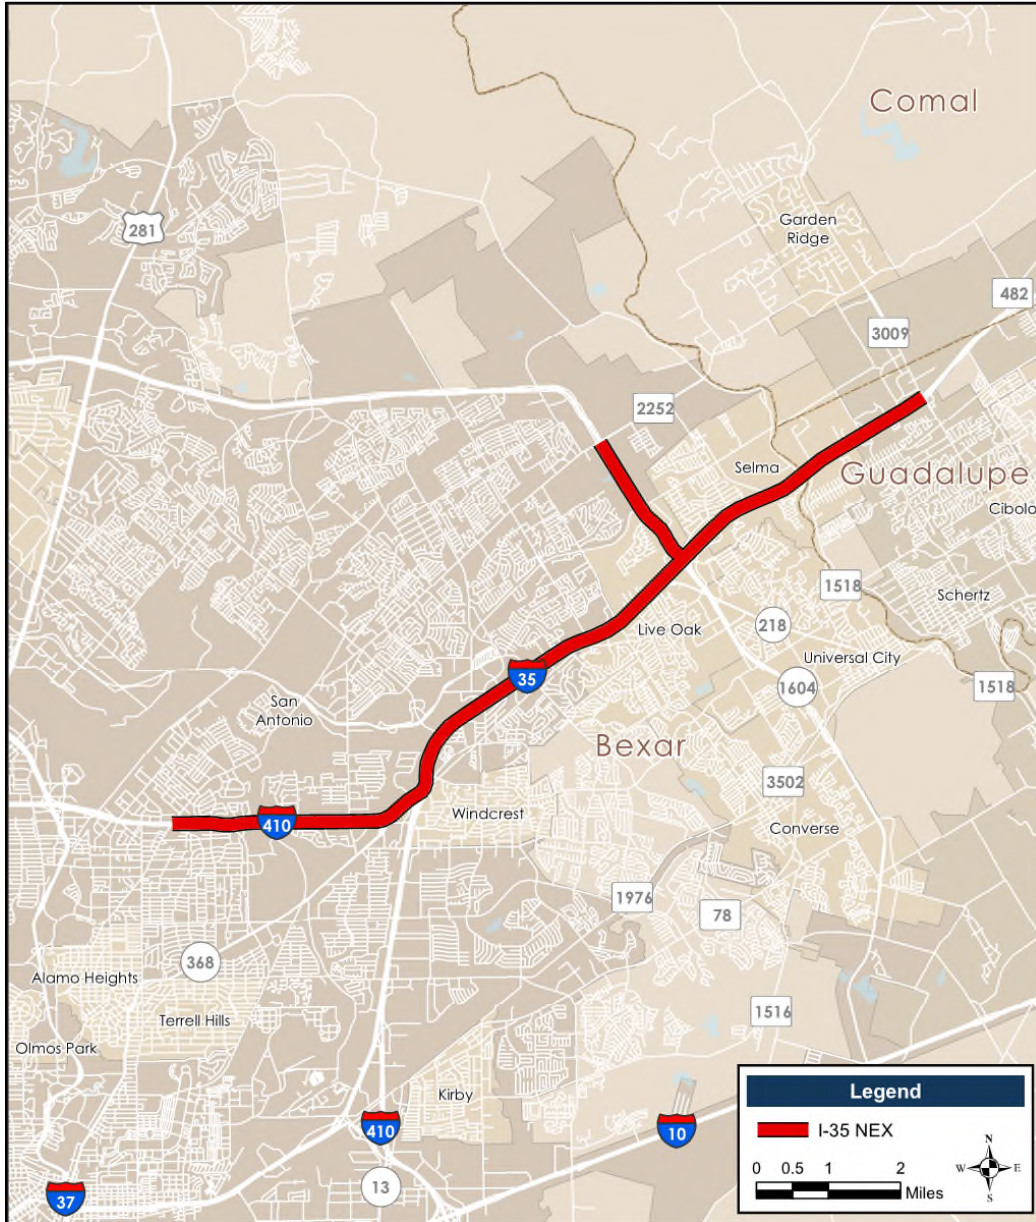 Comal
Garden
Ridge
281
482
3009
2252
Selma
Guadalupe
Cibolo
1518
Schertz
218
Live Oak
Universal City
35
1604
1518
San
Antonio
Bexar
3502
Windcrest
410
Converse
1976
78
368
Alamo Heights
1516
Terrell Hills
Olmos Park
Kirby
410
10
13
37
Legend
I-35 NEX
N
W E
S
0 0.5 1 2
Miles